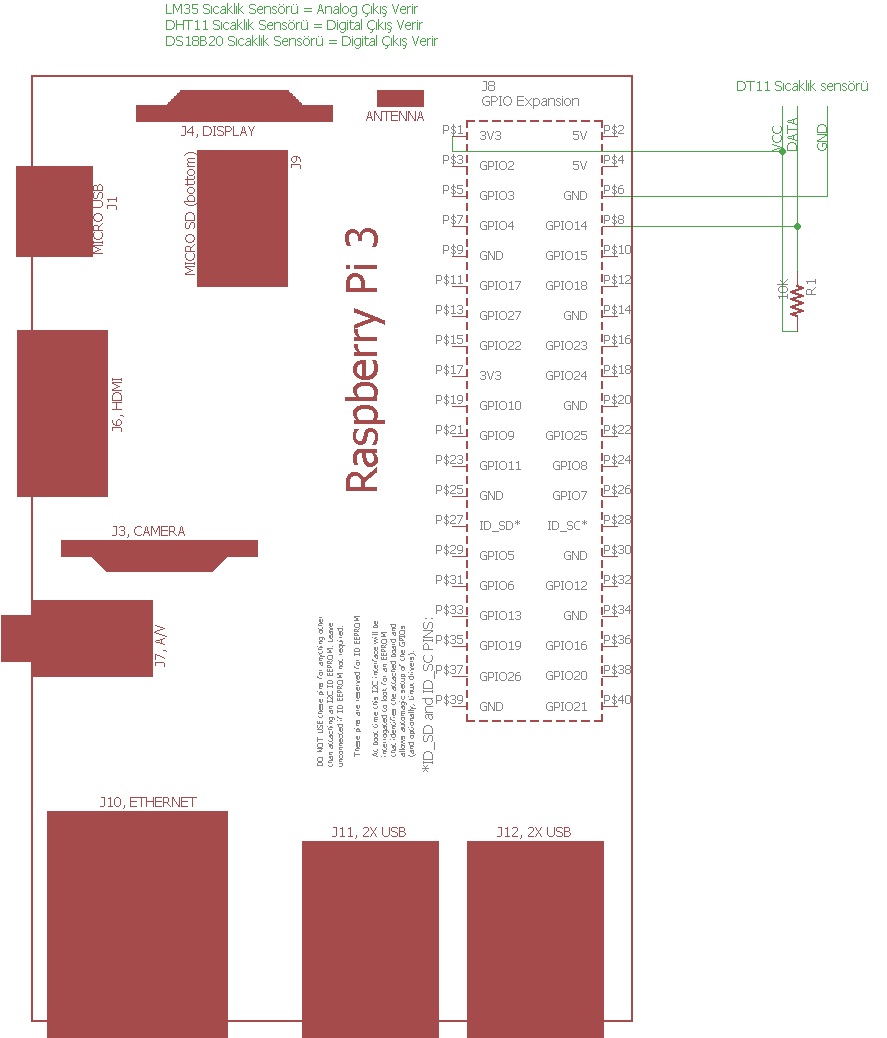 LM35 Sıcaklık Sensörü = Analog Çıkış Verir
DHT11 Sıcaklık Sensörü = Digital Çıkış Verir
DS18B20 Sıcaklık Sensörü = Digital Çıkış Verir
J8
GPIO Expansion
DT11 Sıcaklık sensörü
VCC
DATA
GND
ANTENNA
J4, DISPLAY
J9
MICRO SD (bottom)
J1
MICRO USB
Raspberry Pi 3
P$1 3V3 5V P$2
P$3 GPIO2 5V P$4
P$5 GPIO3 GND P$6
P$7 GPIO4 GPIO14 P$8
P$9 GND GPIO15 P$10
P$11 GPIO17 GPIO18 P$12
P$13 GPIO27 GND P$14
P$15 GPIO22 GPIO23 P$16
P$17 3V3 GPIO24 P$18
P$19 GPIO10 GND P$20
P$21 GPIO9 GPIO25 P$22
P$23 GPIO11 GPIO8 P$24
P$25 GND GPIO7 P$26
P$27 ID_SD* ID_SC* P$28
P$29 GPIO5 GND P$30
P$31 GPIO6 GPIO12 P$32
P$33 GPIO13 GND P$34
P$35 GPIO19 GPIO16 P$36
P$37 GPIO26 GPIO20 P$38
P$39 GND GPIO21 P$40
10k
R1
J6, HDMI
J3, CAMERA
J7, A/V
*ID_SD and ID_SC PINS:
These pins are reserved for ID EEPROM
At boot time this I2C interface will be
interrogated to look for an EEPROM
that identifies the attached board and
allows automagic setup of the GPIOs
(and optionally, Linux drivers).
DO NOT USE these pins for anything other
than attaching an I2C ID EEPROM. Leave
unconnected if ID EEPROM not required.
J10, ETHERNET
J11, 2X USB
J12, 2X USB